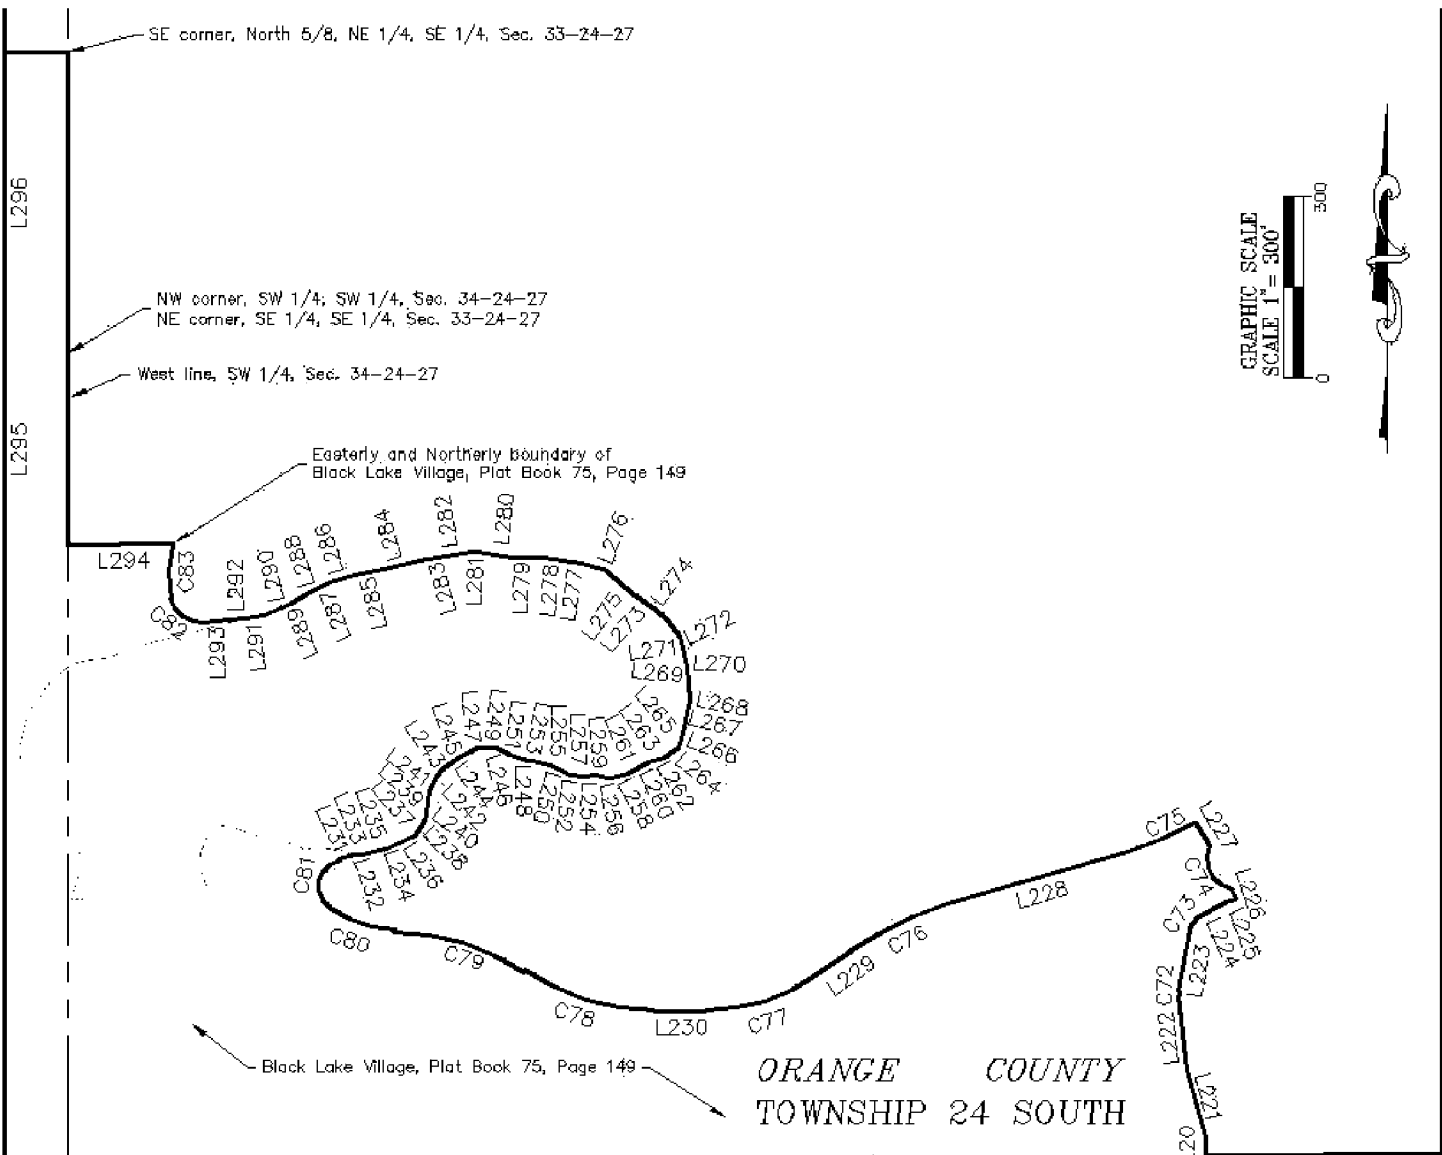 SE corner, North 5/8, NE 1/4, SE 1/4, Sec. 33-24-27
L296
300
GRAPHIC SCALE
SCALE 1"= 300'
0
NW corner, SW 1/4, SW 1/4, Sec. 34-24-27
NE corner, SE 1/4, SE 1/4, Sec. 33-24-27
West line, SW 1/4, Sec. 34-24-27
L295
Easterly and Northerly boundary of
Black Lake Village, Plat Book 75, Page 149
L294
C83
C82
L293
L292
L291
L290
L289
L288
L287
L286
L285
L284
L283
L282
L281
L280
L279
L278
L277
L276
L275
L274
L273
L272
L271
L270
L269
L268
L267
L266
L265
L264
L263
L262
L261
L260
L259
L258
L257
L256
L255
L254
L253
L252
L251
L250
L249
L248
L247
L246
L245
L244
L243
L242
L241
L240
L239
L238
L237
L236
L235
L234
L233
L232
L231
C81
C80
C79
C78
L230
C77
L229
C76
L228
C75
L227
C74
L226
L225
L224
C73
L223
C72
L222
L221
Black Lake Village, Plat Book 75, Page 149
ORANGE COUNTY
TOWNSHIP 24 SOUTH